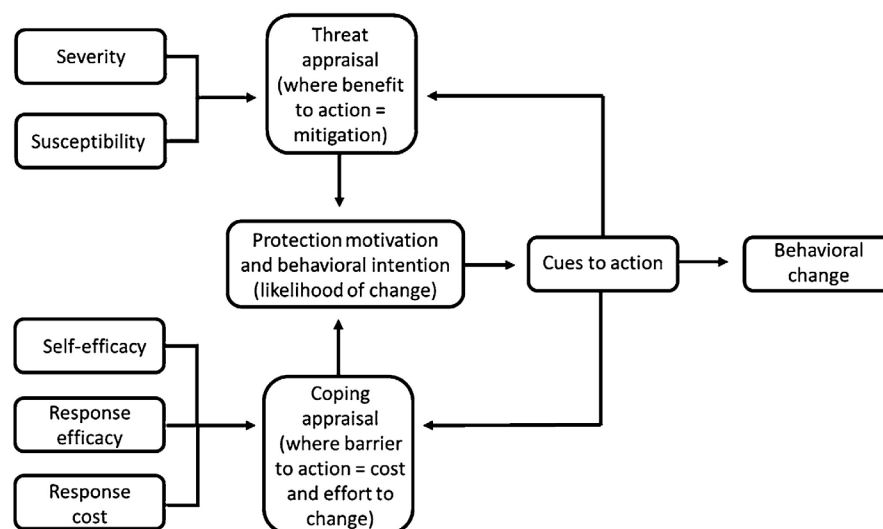 Severity
Susceptibility
Threat
appraisal
(where benefit
to action =
mitigation)
Protection motivation
and behavioral intention
(likelihood of change)
Cues to action
Behavioral
change
Self-efficacy
Response
efficacy
Response
cost
Coping
appraisal
(where barrier
to action = cost
and effort to
change)